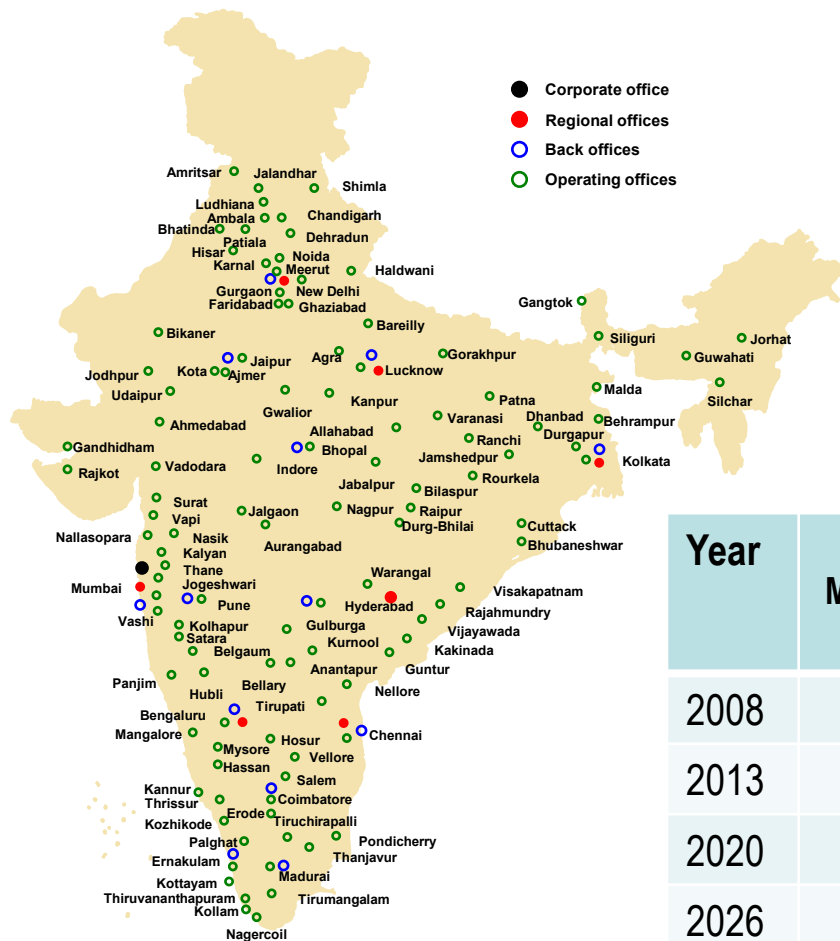 Corporate office
Regional offices
Back offices
Operating offices
Amritsar
Jalandhar
Shimla
Ludhiana
Ambala
Chandigarh
Bhatinda
Patiala
Dehradun
Hisar
Noida
Karnal
Meerut
Haldwani
Gurgaon
New Delhi
Faridabad
Ghaziabad
Gangtok
Bikaner
Bareilly
Siliguri
Jorhat
Jaipur
Agra
Gorakhpur
Guwahati
Jodhpur
Kota
Ajmer
Lucknow
Udaipur
Kanpur
Patna
Malda
Silchar
Gwalior
Ahmedabad
Allahabad
Varanasi
Dhanbad
Behrampur
Gandhidham
Bhopal
Ranchi
Durgapur
Rajkot
Vadodara
Indore
Jamshedpur
Kolkata
Jabalpur
Rourkela
Bilaspur
Surat
Jalgaon
Nagpur
Raipur
Vapi
Durg-Bhilai
Cuttack
Nallasopara
Nasik
Aurangabad
Bhubaneshwar
Kalyan
Thane
Warangal
Mumbai
Jogeshwari
Visakapatnam
Pune
Hyderabad
Rajahmundry
Vashi
Kolhapur
Gulburga
Vijayawada
Satara
Kurnool
Kakinada
Belgaum
Guntur
Panjim
Anantapur
Hubli
Bellary
Nellore
Tirupati
Bengaluru
Mangalore
Hosur
Chennai
Mysore
Vellore
Hassan
Salem
Kannur
Coimbatore
Thrissur
Erode
Kozhikode
Tiruchirapalli
Palghat
Pondicherry
Ernakulam
Thanjavur
Kottayam
Madurai
Thiruvananthapuram
Tirumangalam
Kollam
Nagercoil
Year
M
2008
2013
2020
2026